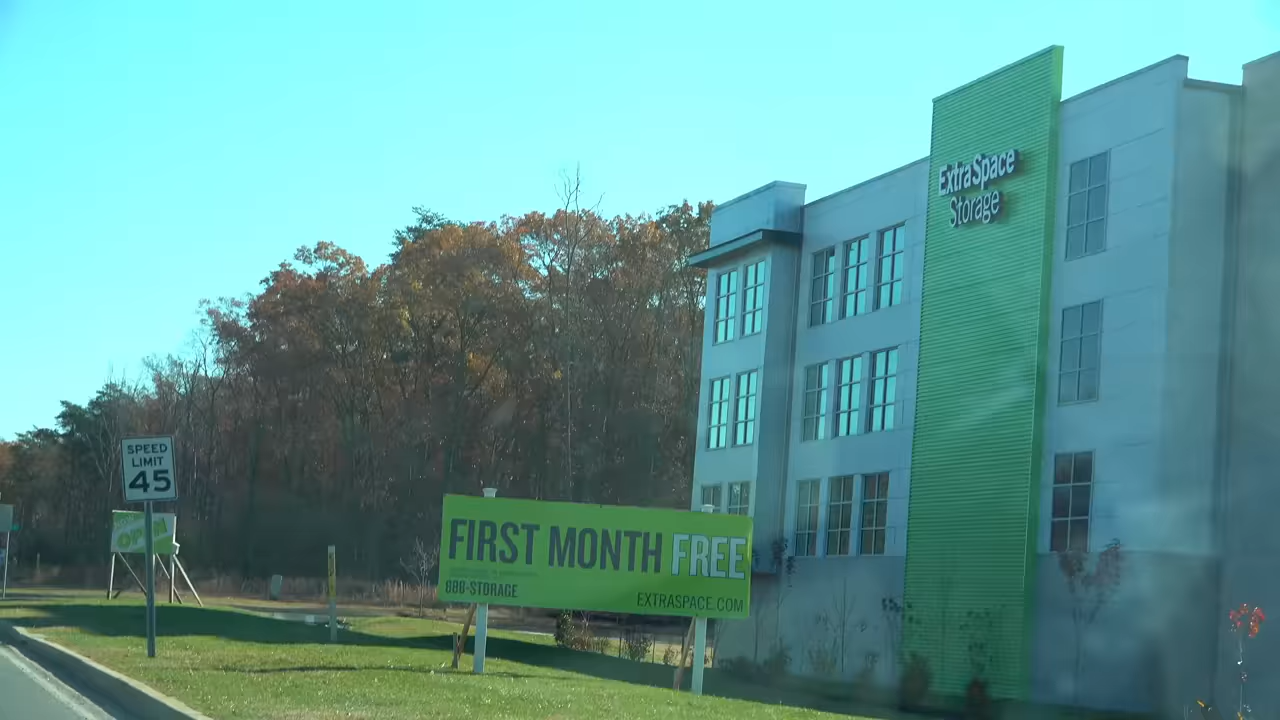 ExtraSpace
Storage
SPEED
LIMIT
45
OPEN
FIRST MONTH FREE
888-STORAGE
EXTRASPACE.COM